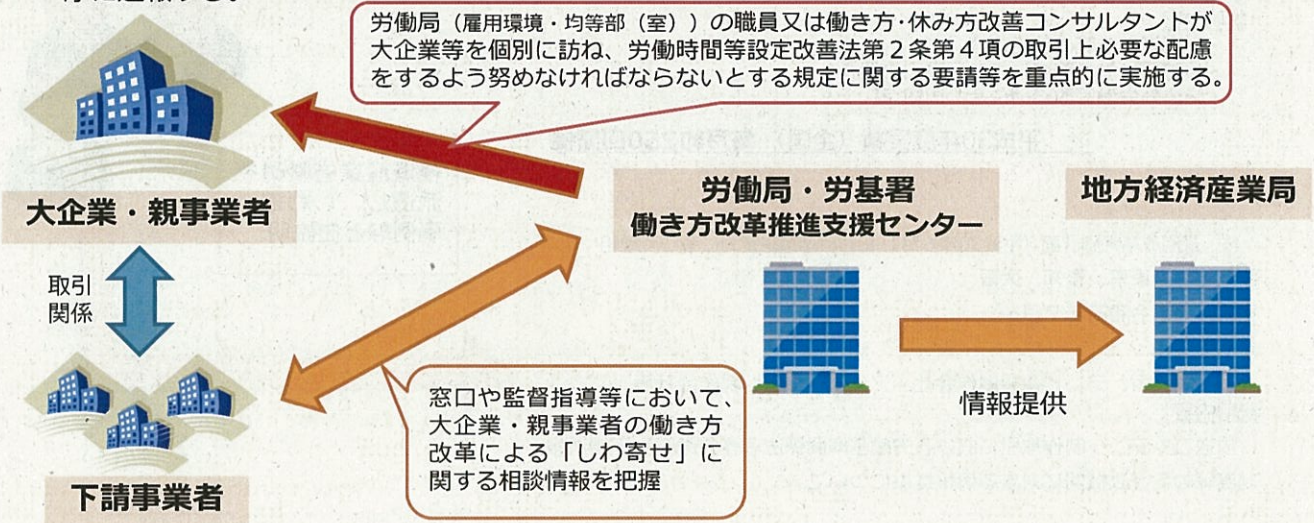 労働局（雇用環境・均等部（室））の職員又は働き方・休み方改善コンサルタントが
大企業等を個別に訪ね、労働時間等設定改善法第２条第４項の取引上必要な配慮
をするよう努めなければならないとする規定に関する要請等を重点的に実施する。
大企業・親事業者
労働局・労基署
働き方改革推進支援センター
地方経済産業局
取引
関係
窓口や監督指導等において、
大企業・親事業者の働き方
改革による「しわ寄せ」に
関する相談情報を把握
情報提供
下請事業者